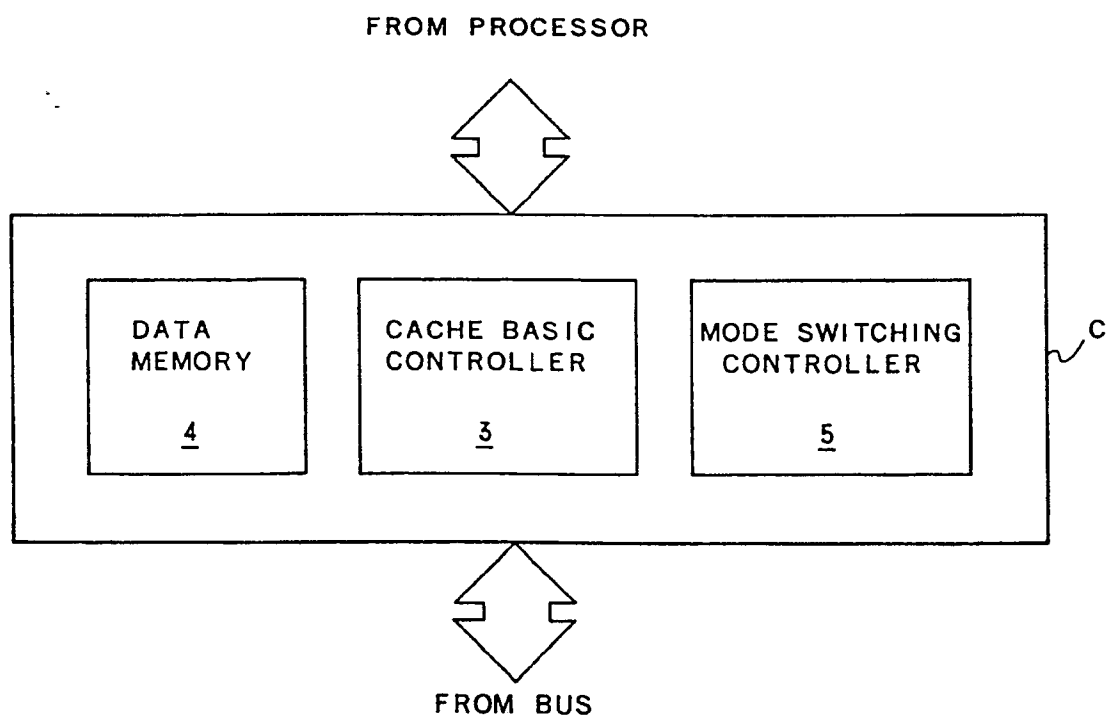 FROM PROCESSOR
DATA
MEMORY
4
CACHE BASIC
CONTROLLER
3
MODE SWITCHING
CONTROLLER
5
C
FROM BUS